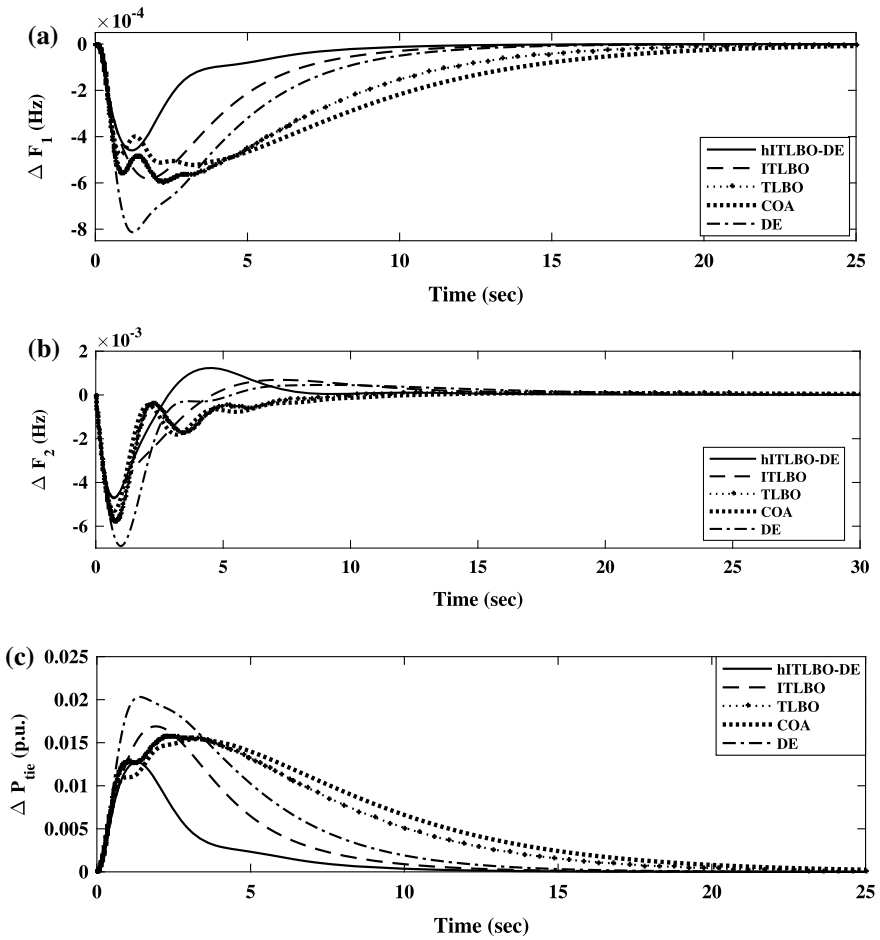 (a)
×10⁻⁴
0
-2
-4
-6
-8
Δ F₁ (Hz)
hITLBO-DE
ITLBO
TLBO
COA
DE
0 5 10 15 20 25
Time (sec)
(b)
×10⁻³
2
0
-2
-4
-6
Δ F₂ (Hz)
hITLBO-DE
ITLBO
TLBO
COA
DE
0 5 10 15 20 25 30
Time (sec)
(c)
0.025
0.02
0.015
0.01
0.005
0
Δ Pₜᵢₑ (p.u.)
hITLBO-DE
ITLBO
TLBO
COA
DE
0 5 10 15 20 25
Time (sec)